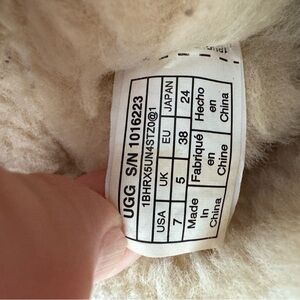 UGG S/N 1016223
1BHRX5UN4STZ0@1
USA UK EU JAPAN
7 5 38 24
Made In China
Fabriqué en Chine
Hecho en China